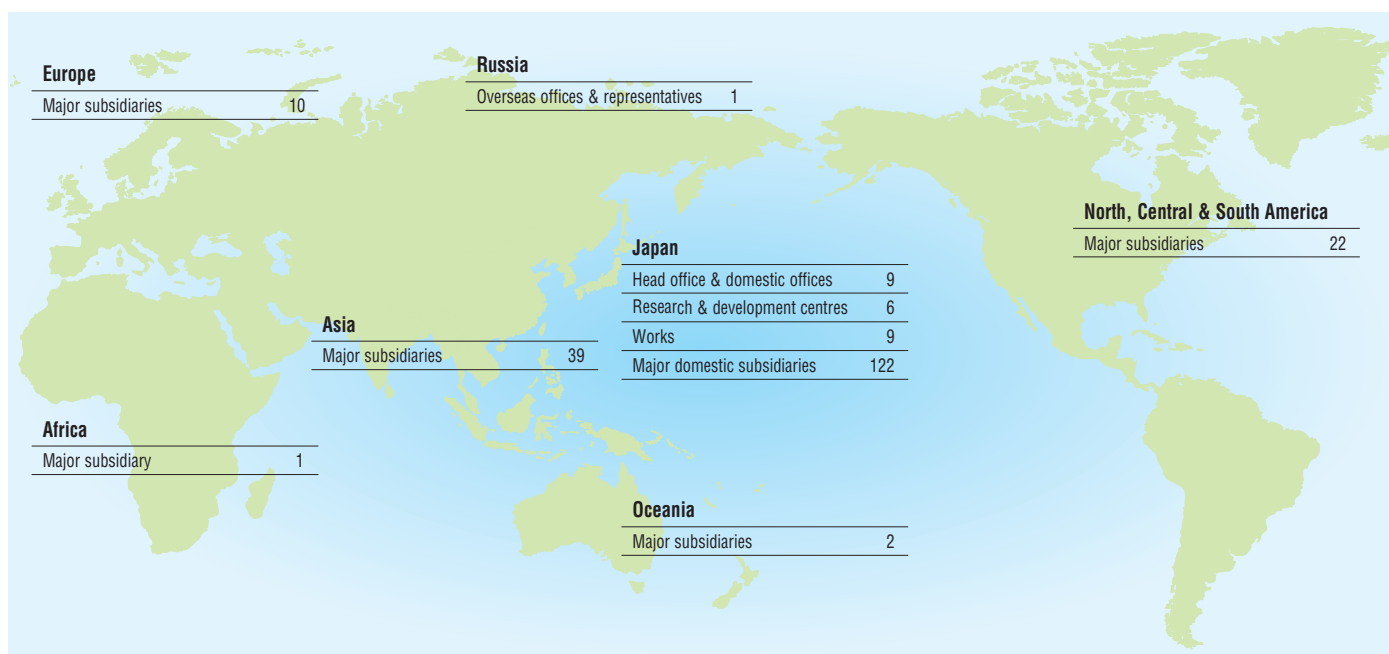 Europe
Major subsidiaries 10
Russia
Overseas offices & representatives 1
North, Central & South America
Major subsidiaries 22
Japan
Head office & domestic offices 9
Research & development centres 6
Works 9
Major domestic subsidiaries 122
Asia
Major subsidiaries 39
Africa
Major subsidiary 1
Oceania
Major subsidiaries 2